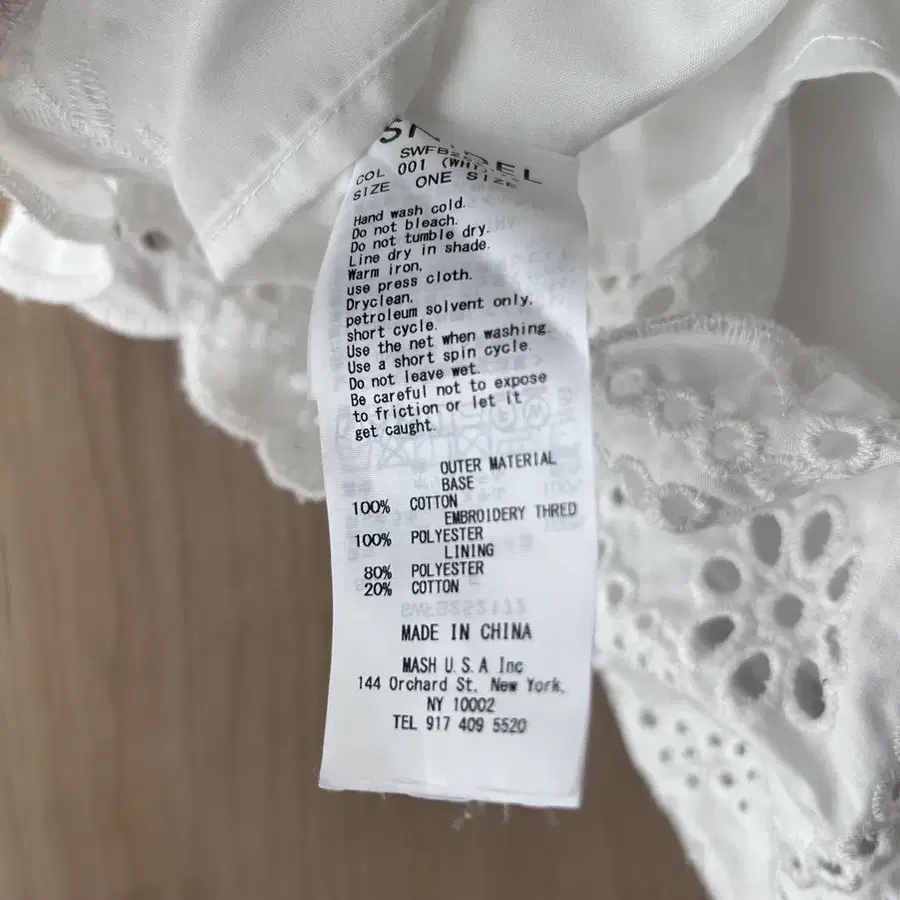 COL 001
SIZE ONE SIZE
Hand wash cold.
Do not bleach.
Do not tumble dry.
Line dry in shade.
Warm iron,
use press cloth.
Dryclean,
petroleum solvent only,
short cycle.
Use the net when washing.
Use a short spin cycle.
Do not leave wet.
Be careful not to expose
to friction or let it
get caught.
OUTER MATERIAL
BASE
100% COTTON
EMBROIDERY THRED
100% POLYESTER
LINING
80% POLYESTER
20% COTTON
MADE IN CHINA
MASH U.S.A Inc
144 Orchard St. New York,
NY 10002
TEL 917 409 5520